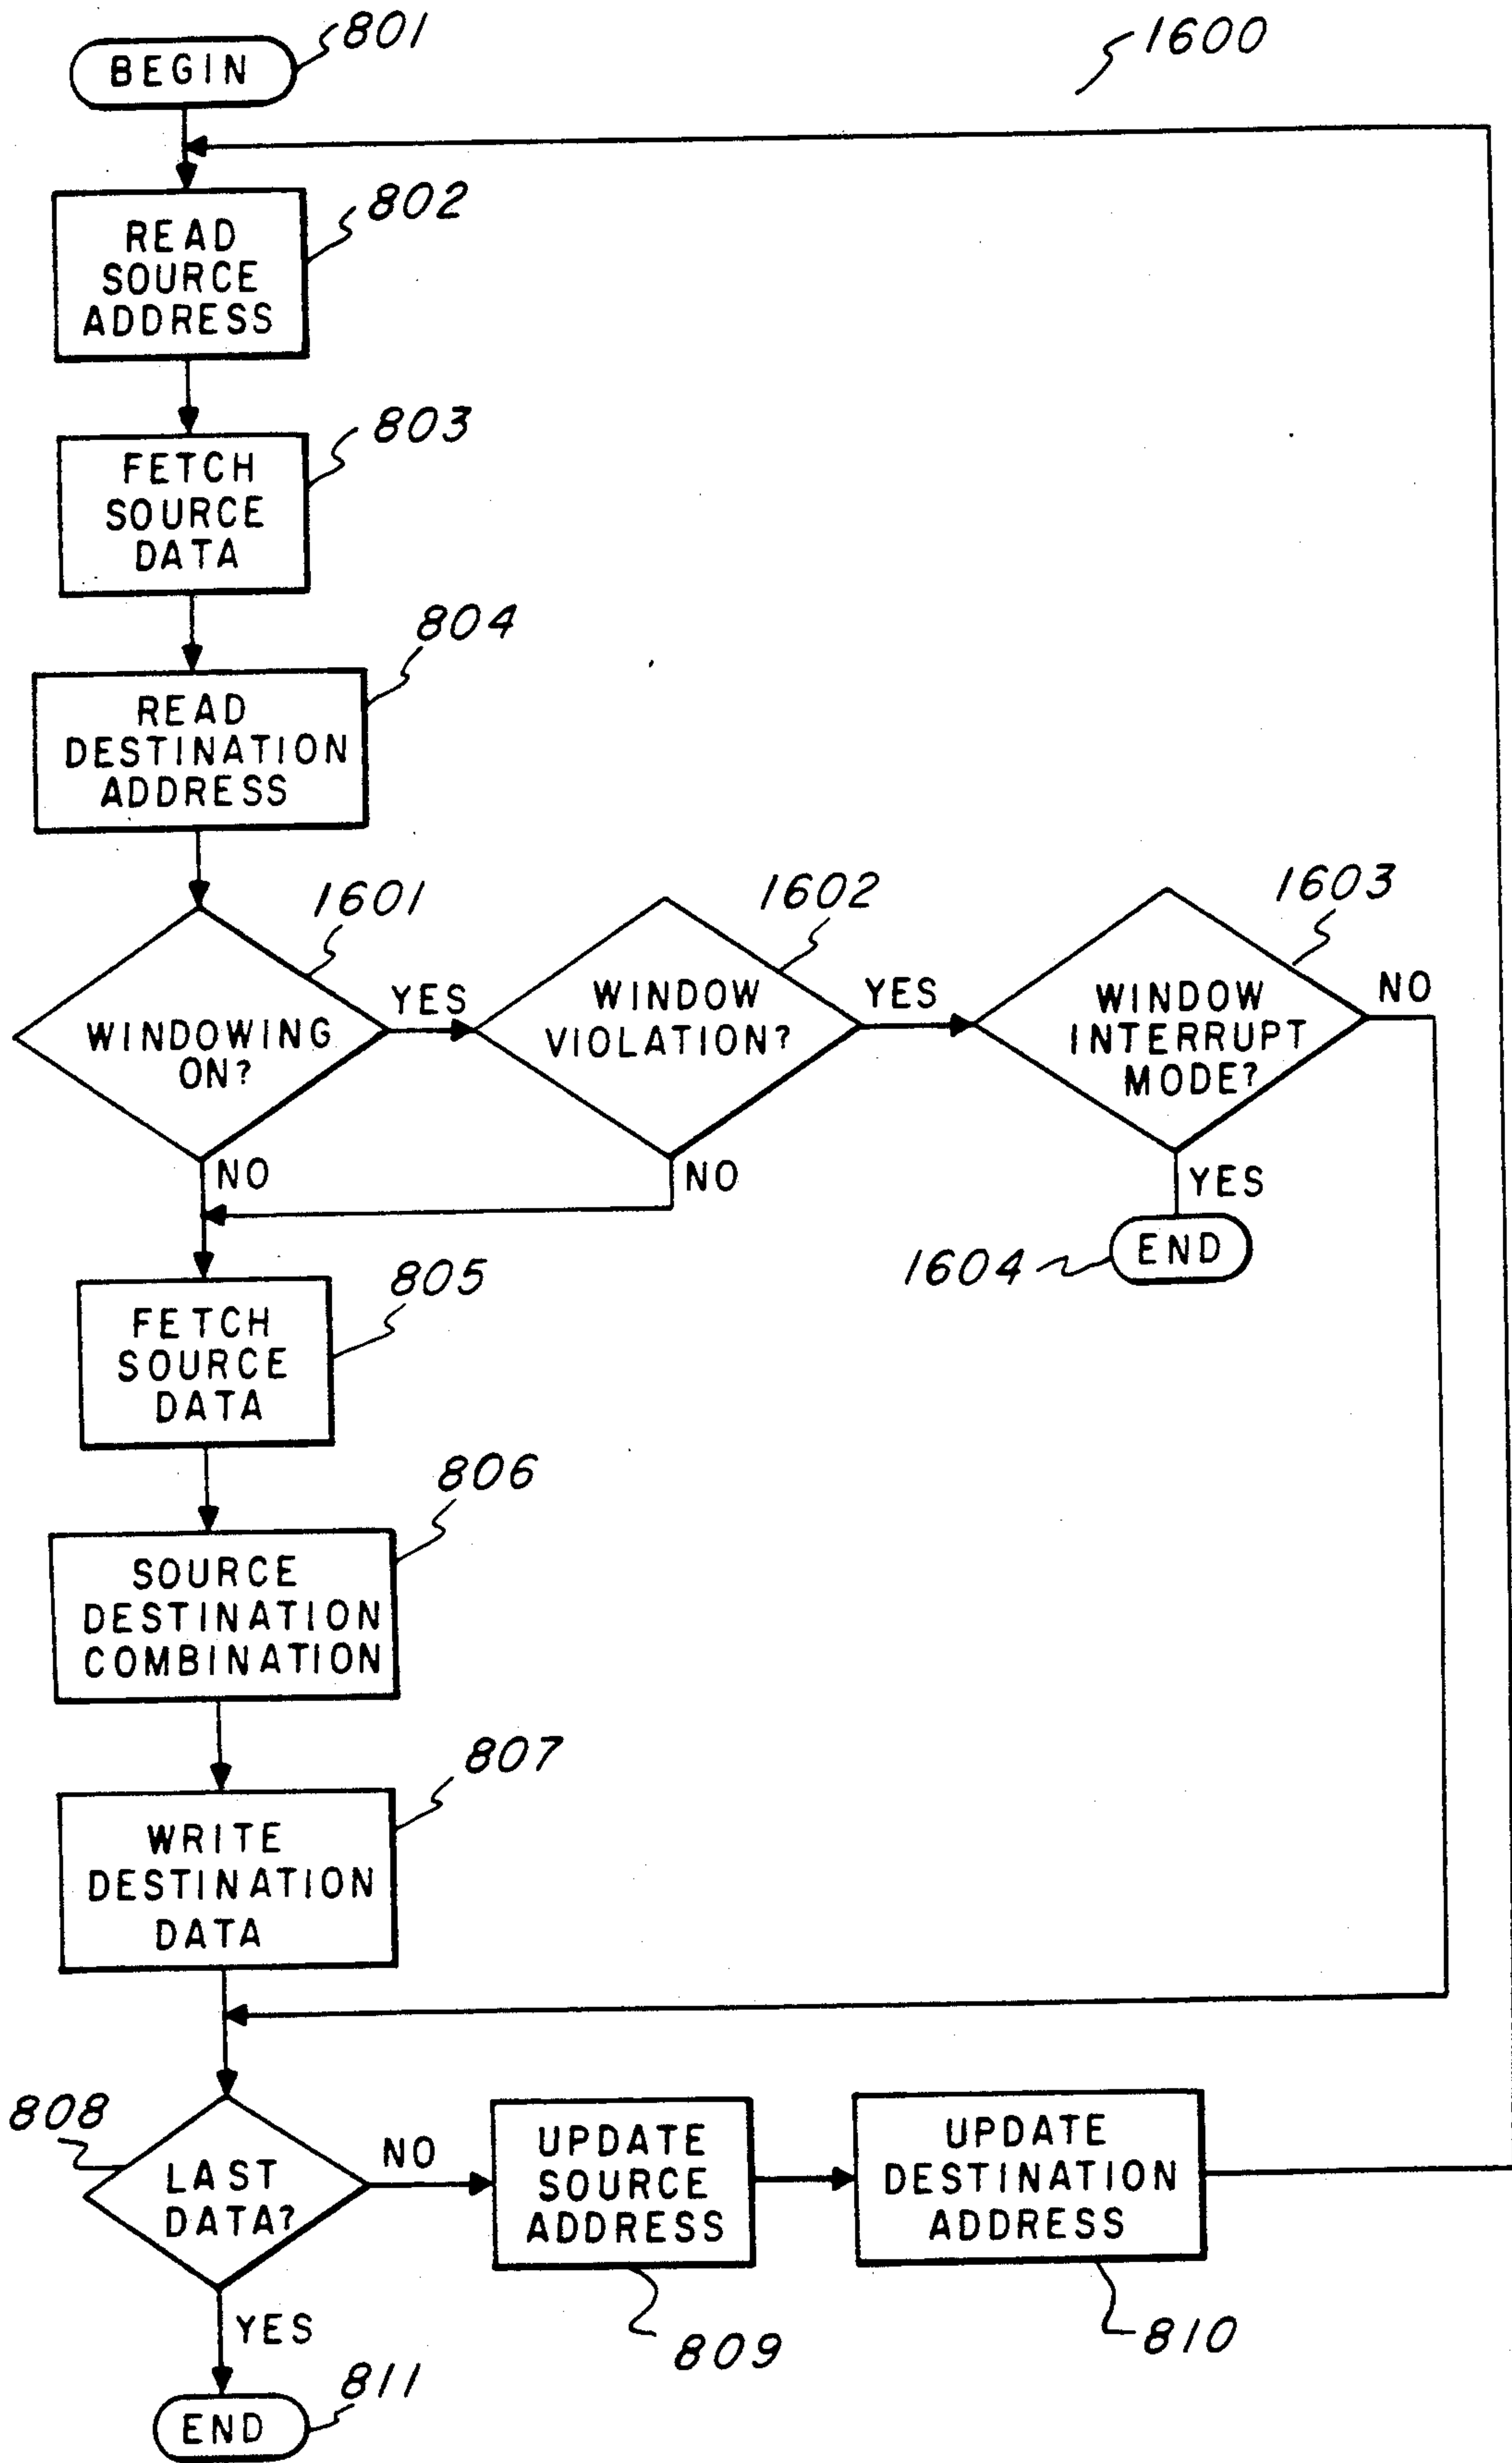 801
BEGIN
1600
802
READ
SOURCE
ADDRESS
803
FETCH
SOURCE
DATA
804
READ
DESTINATION
ADDRESS
1601
WINDOWING
ON?
YES
NO
1602
WINDOW
VIOLATION?
YES
NO
1603
WINDOW
INTERRUPT
MODE?
NO
YES
1604
END
805
FETCH
SOURCE
DATA
806
SOURCE
DESTINATION
COMBINATION
807
WRITE
DESTINATION
DATA
808
LAST
DATA?
NO
UPDATE
SOURCE
ADDRESS
809
UPDATE
DESTINATION
ADDRESS
810
YES
811
END